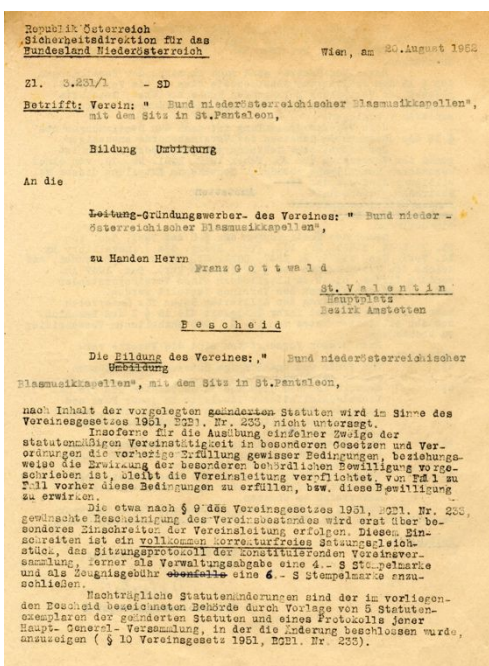 Republik Österreich
Sicherheitsdirektion für das
Bundesland Niederösterreich
Wien, am 20.August 1952
Zl. 3.231/1 - SD
Betrifft: Verein: " Bund niederösterreichischer Blasmusikkapellen",
mit dem Sitz in St.Pantaleon,
Bildung Umbildung
An die
Leitung-Gründungswerber- des Vereines: " Bund nieder -
österreichischer Blasmusikkapellen",
zu Handen Herrn
Franz G o t t w a l d
St. V a l e n t i n
Hauptplatz
Bezirk Amstetten
B e s c h e i d
Die Bildung des Vereines:," Bund niederösterreichischer
Umbildung
Blasmusikkapellen", mit dem Sitz in St.Pantaleon,
nach Inhalt der vorgelegten geänderten Statuten wird im Sinne des
Vereinesgesetzes 1951, BGBl. Nr. 233, nicht untersagt.
Insoferne für die Ausübung einzelner Zweige der
statutenmäßigen Vereinstätigkeit in besonderen Gesetzen und Ver-
ordnungen die vorherige Erfüllung gewisser Bedingungen, beziehungs-
weise die Erwirkung der besonderen behördlichen Bewilligung vorge-
schrieben ist, bleibt die Vereinsleitung verpflichtet, von Fall zu
Fall vorher diese Bedingungen zu erfüllen, bzw. diese Bewilligung
zu erwirken.
Die etwa nach § 9 des Vereinsgesetzes 1951, BGBl. Nr. 233,
gewünschte Bescheinigung des Vereinsbestandes wird erst über be-
sonderes Einschreiten der Vereinsleitung erfolgen. Diesem Ein-
schreiten ist ein vollkommen korrekturfreies Satzungsgleich-
stück, das Sitzungsprotokoll der konstituierenden Vereinsver-
sammlung, ferner als Verwaltungsabgabe eine 4.- S Stempelmarke
und als Zeugnisgebühr ebenfalls eine 6.- S Stempelmarke anzu-
schließen.
Nachträgliche Statutenänderungen sind der im vorliegen-
den Bescheid bezeichneten Behörde durch Vorlage von 5 Statuten-
exemplaren der geänderten Statuten und eines Protokolls jener
Haupt- General- Versammlung, in der die Änderung beschlossen wurde,
anzuzeigen ( § 10 Vereinsgesetz 1951, BGBl. Nr. 233).